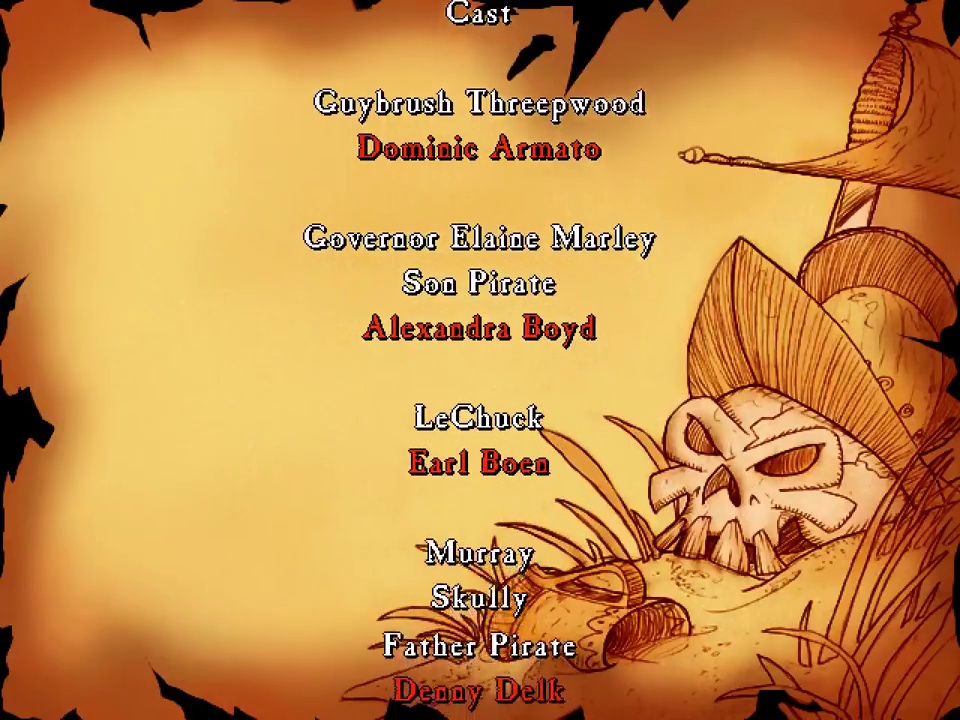 Cast
Guybrush Threepwood
Dominic Armato
Governor Elaine Marley
Son Pirate
Alexandra Boyd
LeChuck
Earl Boen
Murray
Skully
Father Pirate
Denny Delk